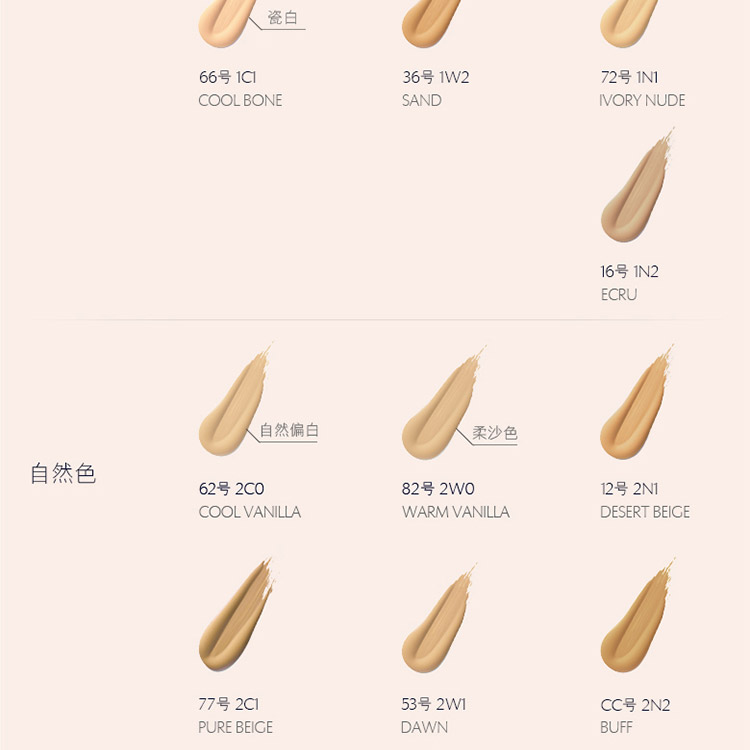 瓷白
66号 1C1
COOL BONE
36号 1W2
SAND
72号 1N1
IVORY NUDE
16号 1N2
ECRU
自然色
自然偏白
62号 2C0
COOL VANILLA
柔沙色
82号 2W0
WARM VANILLA
12号 2N1
DESERT BEIGE
77号 2C1
PURE BEIGE
53号 2W1
DAWN
CC号 2N2
BUFF